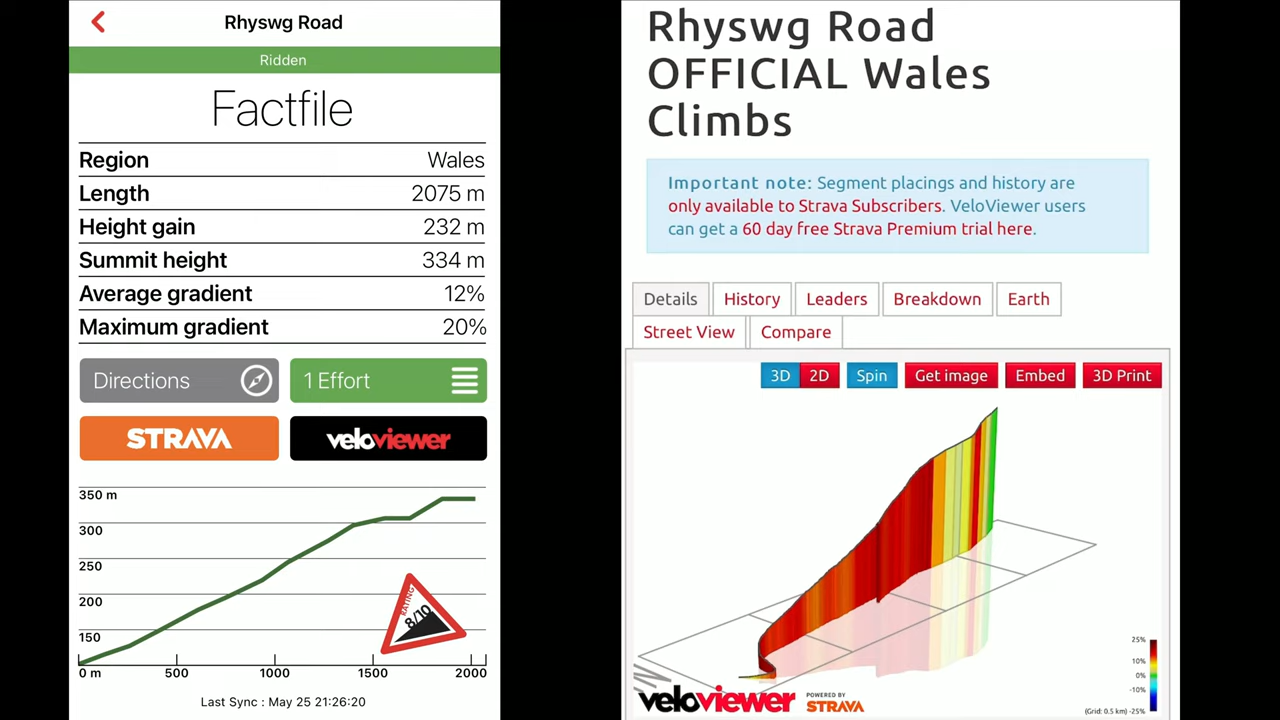 Rhyswg Road
Ridden
Factfile
Region Wales
Length 2075 m
Height gain 232 m
Summit height 334 m
Average gradient 12%
Maximum gradient 20%
Directions 1 Effort
STRAVA veloviewer
350 m
300
250
200
150
RATING
8/10
0 m 500 1000 1500 2000
Last Sync : May 25 21:26:20
Rhyswg Road
OFFICIAL Wales
Climbs
Important note: Segment placings and history are
only available to Strava Subscribers. VeloViewer users
can get a 60 day free Strava Premium trial here.
Details History Leaders Breakdown Earth
Street View Compare
3D 2D Spin Get image Embed 3D Print
25%
10%
0%
-10%
(Grid: 0.5 km) -25%
N
veloviewer POWERED BY
STRAVA